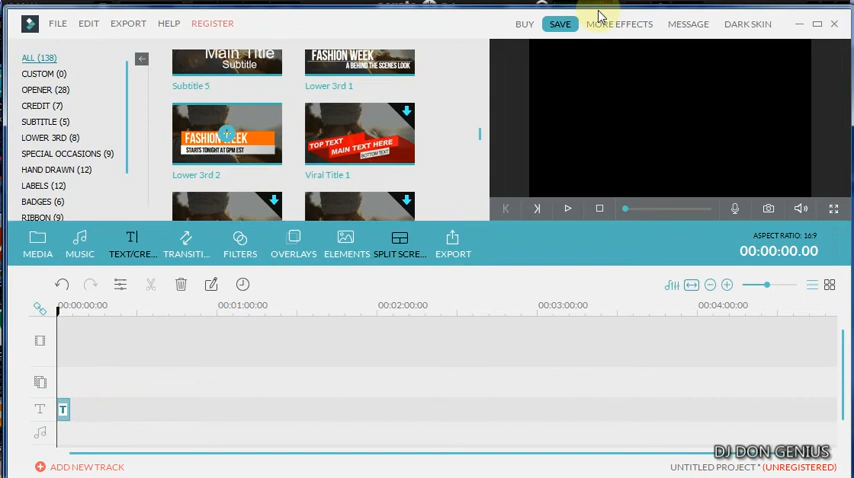 FILE EDIT EXPORT HELP REGISTER BUY SAVE MORE EFFECTS MESSAGE DARK SKIN
ALL (138)
CUSTOM (0)
OPENER (28)
CREDIT (7)
SUBTITLE (5)
LOWER 3RD (8)
SPECIAL OCCASIONS (9)
HAND DRAWN (12)
LABELS (12)
BADGES (6)
RIBBON (9)
Main Title
Subtitle
Subtitle 5
FASHION WEEK
A BEHIND THE SCENES LOOK
Lower 3rd 1
FASHION WEEK
STARTS TONIGHT AT 6PM EST
Lower 3rd 2
TOP TEXT
MAIN TEXT HERE
BOTTOM TEXT
Viral Title 1
MEDIA MUSIC TEXT/CRE... TRANSITI... FILTERS OVERLAYS ELEMENTS SPLIT SCRE... EXPORT
ASPECT RATIO: 16:9
00:00:00.00
00:00:00:00 00:01:00:00 00:02:00:00 00:03:00:00 00:04:00:00
T
T
DJ DON GENIUS
ADD NEW TRACK
UNTITLED PROJECT * (UNREGISTERED)